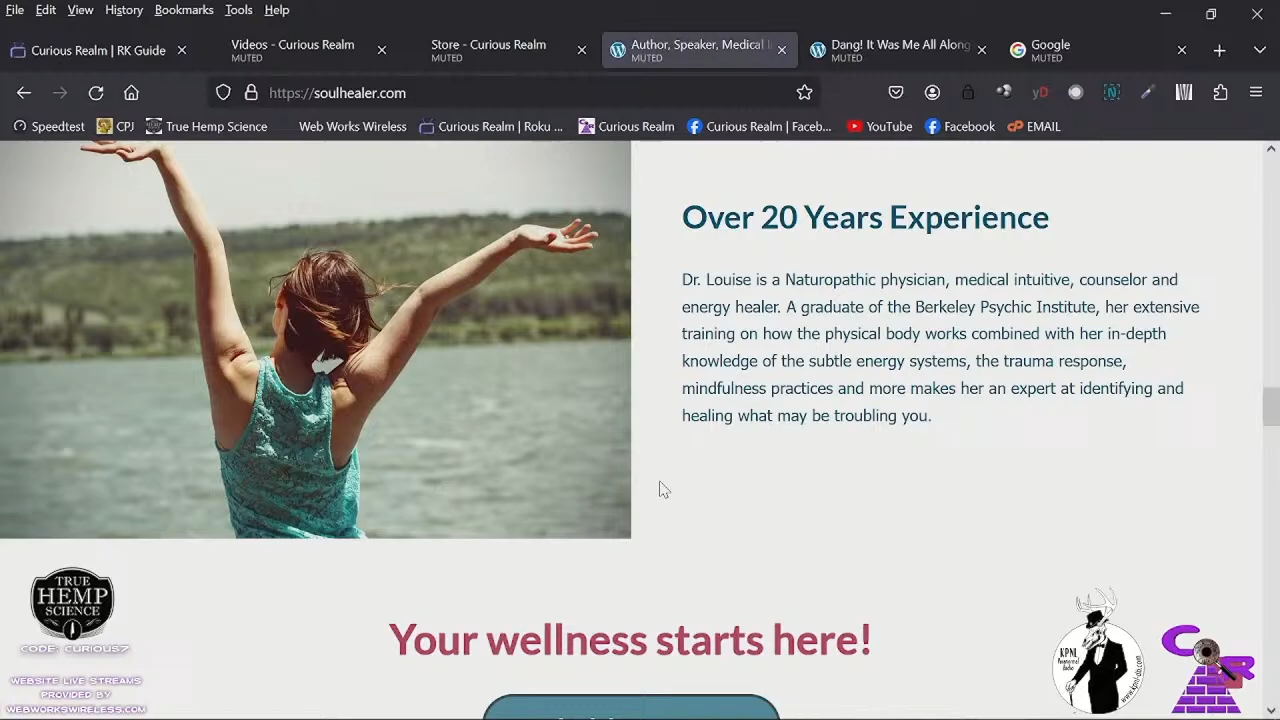 File Edit View History Bookmarks Tools Help
Curious Realm | RK Guide
Videos - Curious Realm
MUTED
Store - Curious Realm
MUTED
Author, Speaker, Medical I
MUTED
Dang! It Was Me All Along
MUTED
Google
MUTED
https://soulhealer.com
yD
N
Speedtest CPJ True Hemp Science Web Works Wireless Curious Realm | Roku ... Curious Realm Curious Realm | Faceb... YouTube Facebook EMAIL
Over 20 Years Experience
Dr. Louise is a Naturopathic physician, medical intuitive, counselor and
energy healer. A graduate of the Berkeley Psychic Institute, her extensive
training on how the physical body works combined with her in-depth
knowledge of the subtle energy systems, the trauma response,
mindfulness practices and more makes her an expert at identifying and
healing what may be troubling you.
Your wellness starts here!
TRUE
HEMP
SCIENCE
CODE: CURIOUS7
WEBSITE LIVE STREAMS
PROVIDED BY
WEBWORKSWIRELESS.COM
KPNL
Paranormal
Radio
CR